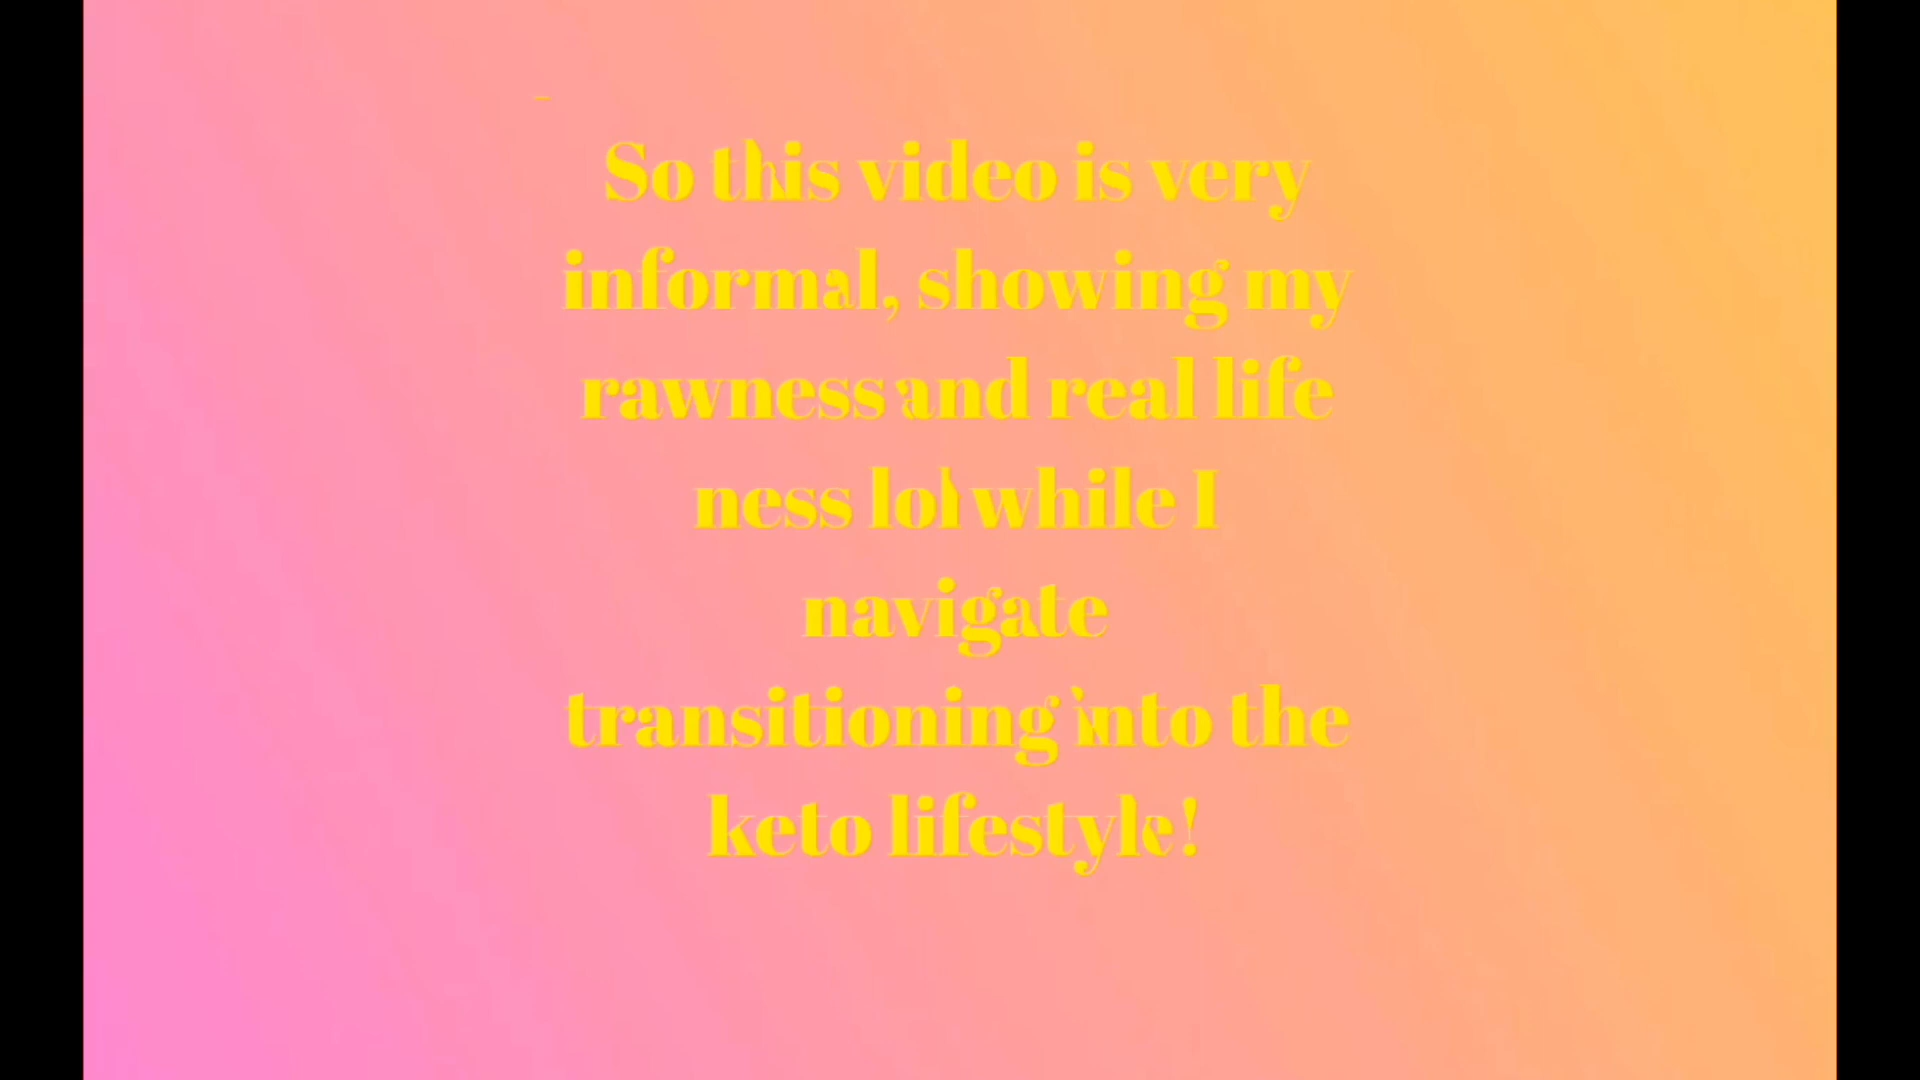 So this video is very
informal, showing my
rawness and real life
ness lol while I
navigate
transitioning into the
keto lifestyle!